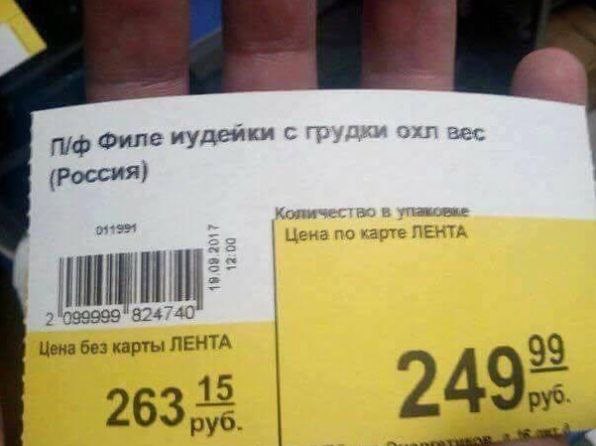 П/ф Филе иудейки с грудки охл вес
(Россия)
Количество в упаковке
011991
19.09.2017
12:00
2 099999 824740
Цена по карте ЛЕНТА
249 99
руб.
Цена без карты ЛЕНТА
263 15
руб.